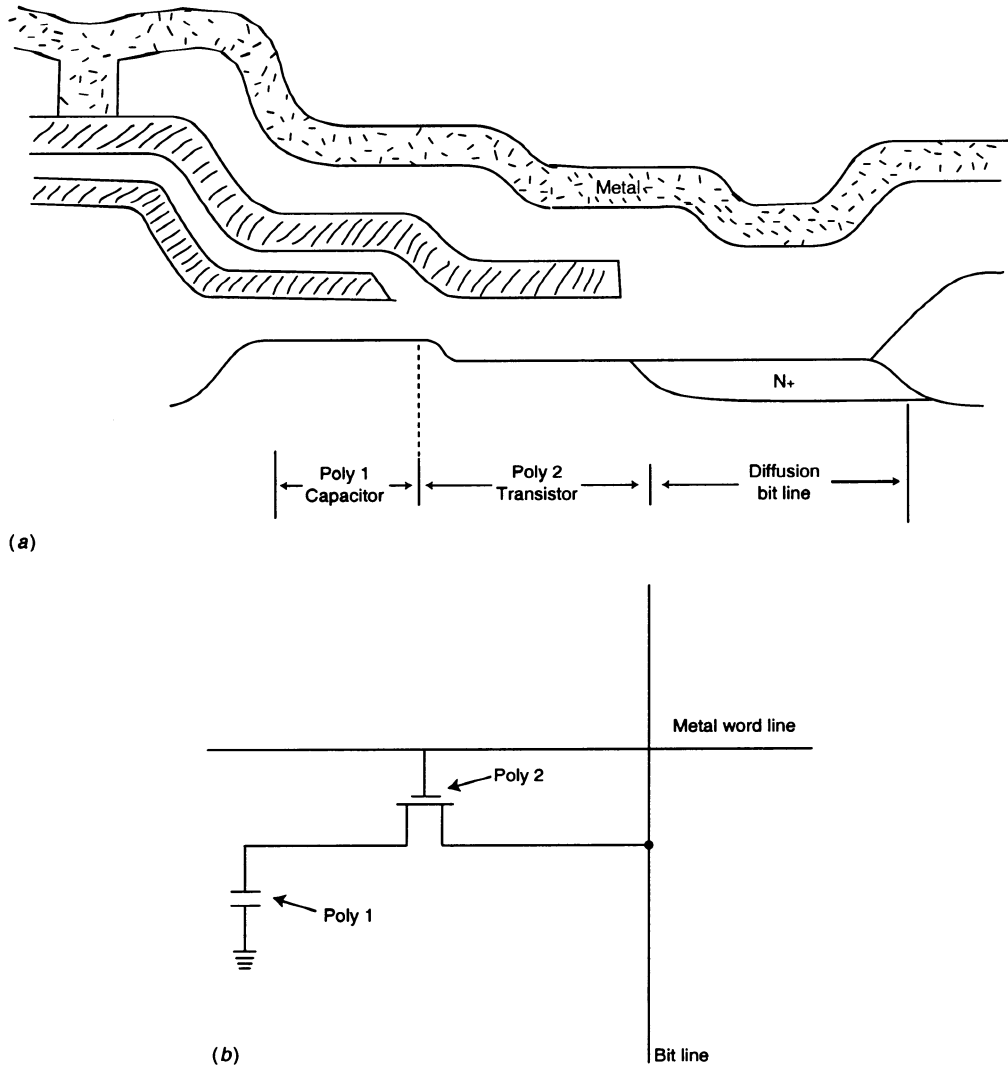 Metal
N+
Poly 1
Capacitor
Poly 2
Transistor
Diffusion
bit line
(a)
Metal word line
Poly 2
Poly 1
(b)
Bit line